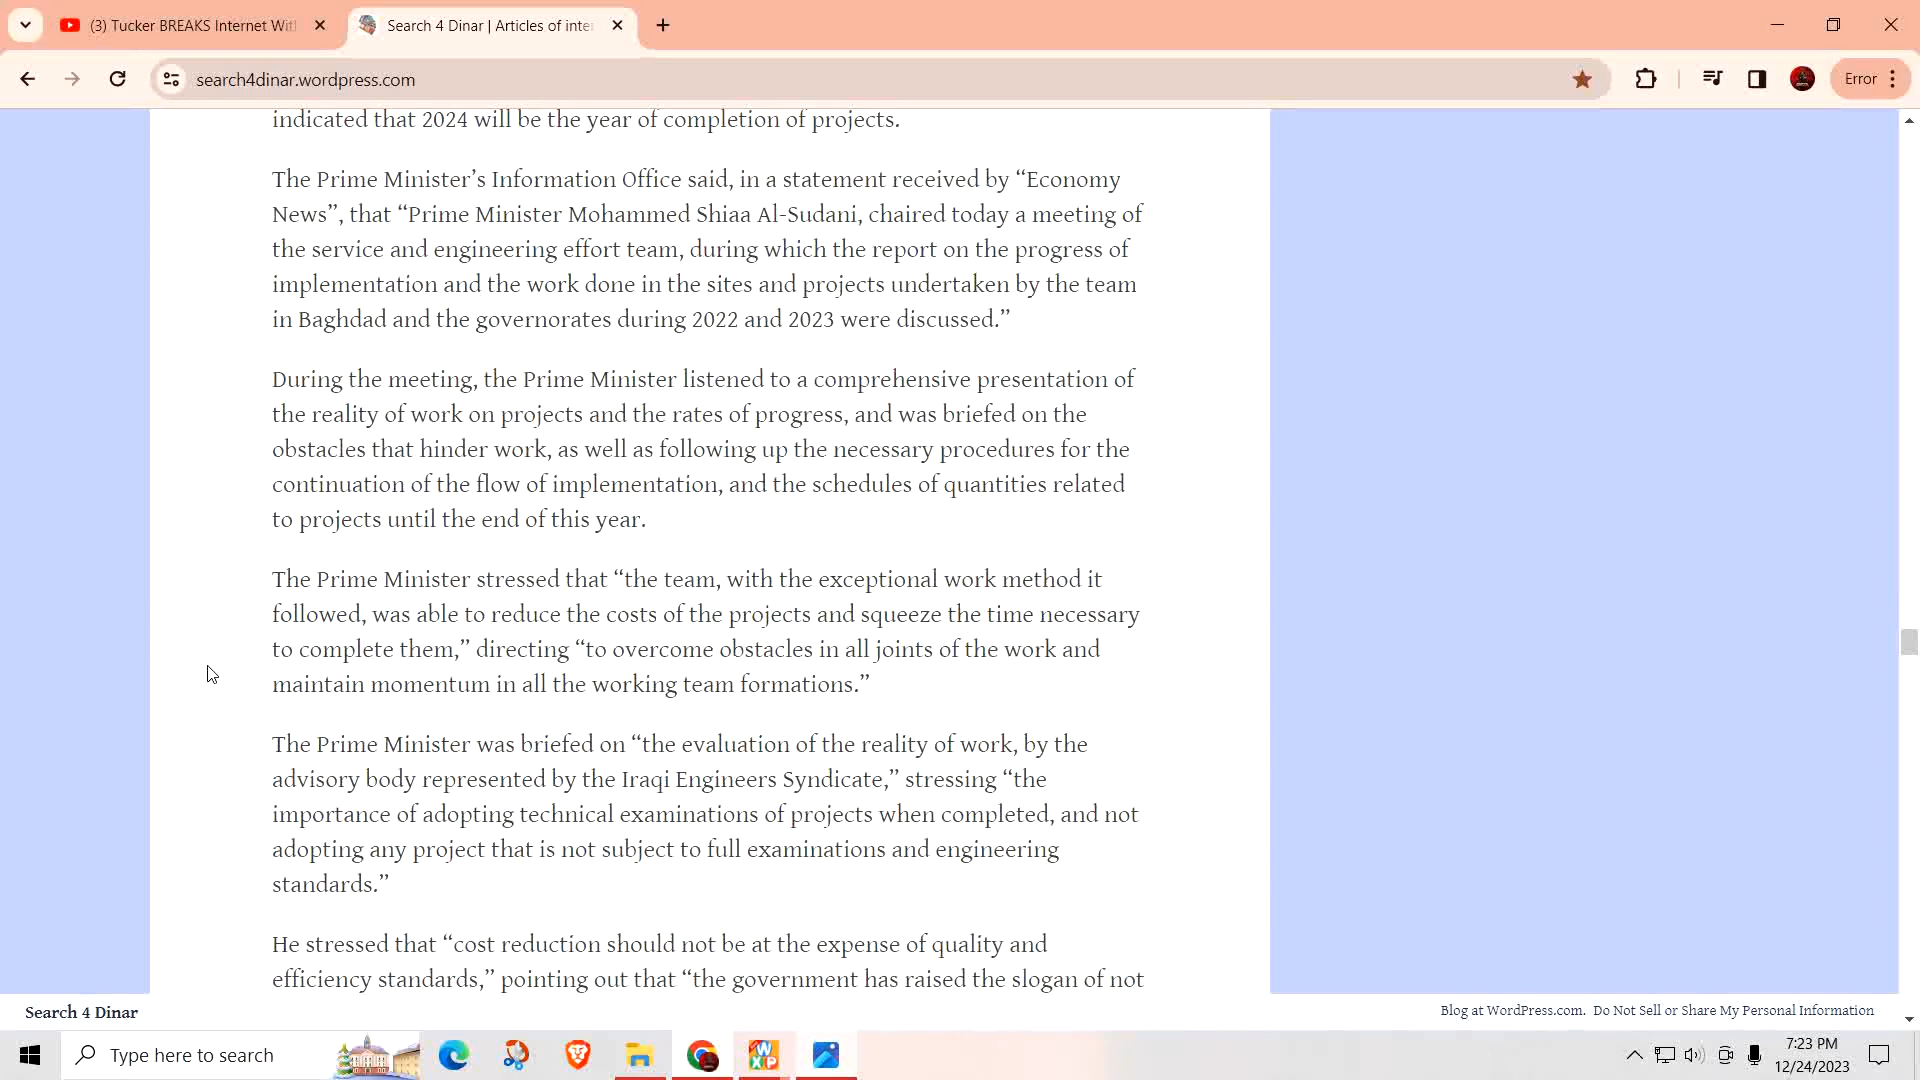 (3) Tucker BREAKS Internet Wit
Search 4 Dinar | Articles of inte
search4dinar.wordpress.com
Error
indicated that 2024 will be the year of completion of projects.
The Prime Minister’s Information Office said, in a statement received by “Economy
News”, that “Prime Minister Mohammed Shiaa Al-Sudani, chaired today a meeting of
the service and engineering effort team, during which the report on the progress of
implementation and the work done in the sites and projects undertaken by the team
in Baghdad and the governorates during 2022 and 2023 were discussed.”
During the meeting, the Prime Minister listened to a comprehensive presentation of
the reality of work on projects and the rates of progress, and was briefed on the
obstacles that hinder work, as well as following up the necessary procedures for the
continuation of the flow of implementation, and the schedules of quantities related
to projects until the end of this year.
The Prime Minister stressed that “the team, with the exceptional work method it
followed, was able to reduce the costs of the projects and squeeze the time necessary
to complete them,” directing “to overcome obstacles in all joints of the work and
maintain momentum in all the working team formations.”
The Prime Minister was briefed on “the evaluation of the reality of work, by the
advisory body represented by the Iraqi Engineers Syndicate,” stressing “the
importance of adopting technical examinations of projects when completed, and not
adopting any project that is not subject to full examinations and engineering
standards.”
He stressed that “cost reduction should not be at the expense of quality and
efficiency standards,” pointing out that “the government has raised the slogan of not
Search 4 Dinar
Blog at WordPress.com. Do Not Sell or Share My Personal Information
Type here to search
W
XP
7:23 PM
12/24/2023